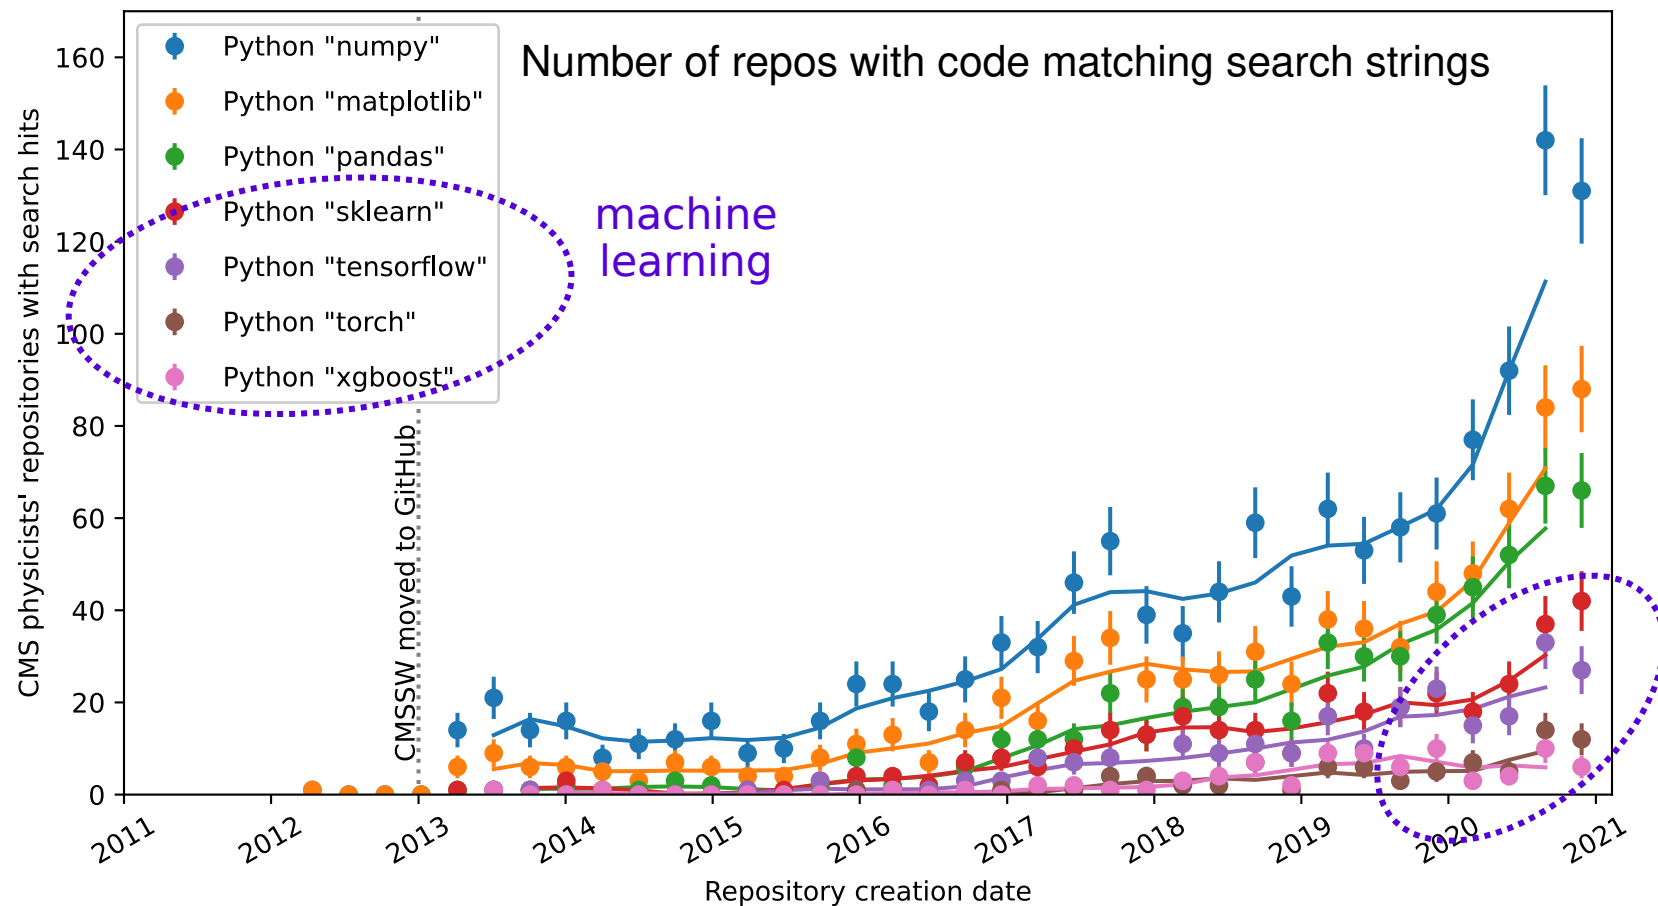 Number of repos with code matching search strings
Python "numpy"
Python "matplotlib"
Python "pandas"
Python "sklearn"
Python "tensorflow"
Python "torch"
Python "xgboost"
machine
learning
CMSSW moved to GitHub
CMS physicists' repositories with search hits
160
140
120
100
80
60
40
20
0
2011
2012
2013
2014
2015
2016
2017
2018
2019
2020
2021
Repository creation date